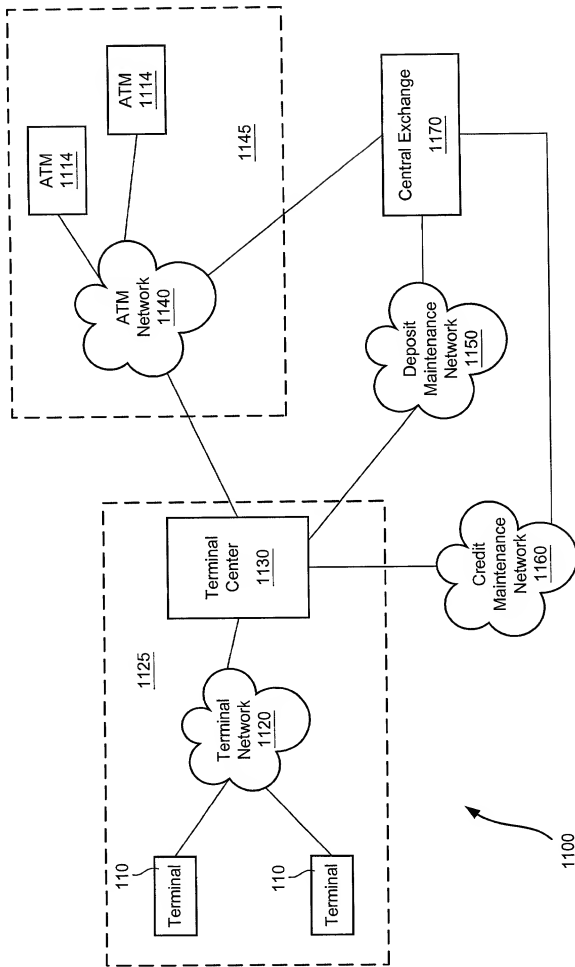 ATM
1114
ATM
1114
1145
ATM
Network
1140
Central Exchange
1170
Deposit
Maintenance
Network
1150
Terminal
Center
1130
Credit
Maintenance
Network
1160
1125
Terminal
Network
1120
110
Terminal
110
Terminal
1100